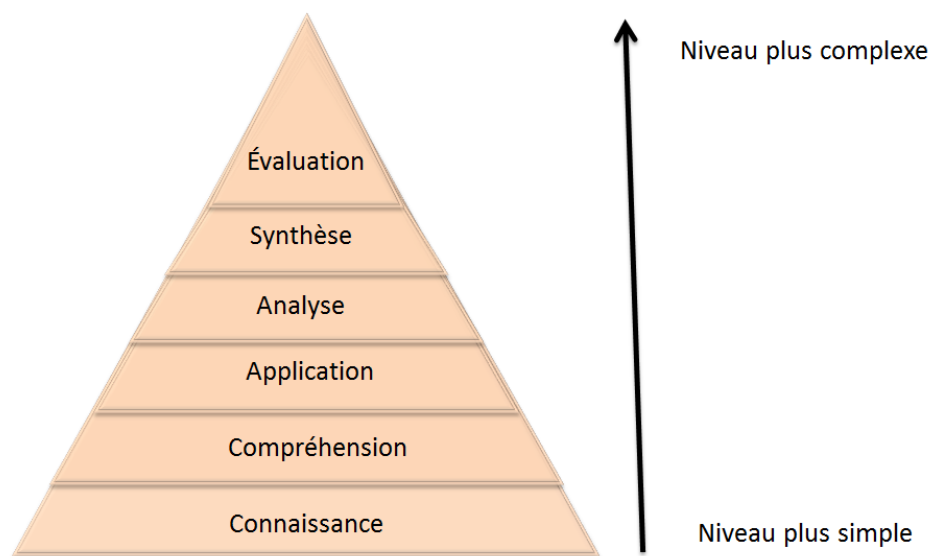 Niveau plus complexe
Évaluation
Synthèse
Analyse
Application
Compréhension
Connaissance
Niveau plus simple